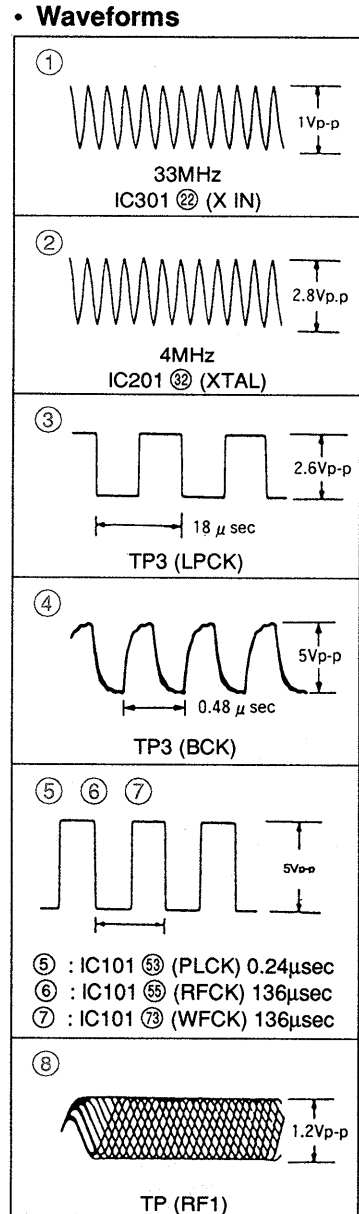 • Waveforms
①
1Vp-p
33MHz
IC301 ㉒ (X IN)
②
2.8Vp.p
4MHz
IC201 ㉜ (XTAL)
③
2.6Vp-p
18 μ sec
TP3 (LPCK)
④
5Vp-p
0.48 μ sec
TP3 (BCK)
⑤ ⑥ ⑦
5Vp-p
⑤ : IC101 53 (PLCK) 0.24μsec
⑥ : IC101 55 (RFCK) 136μsec
⑦ : IC101 73 (WFCK) 136μsec
⑧
1.2Vp-p
TP (RF1)